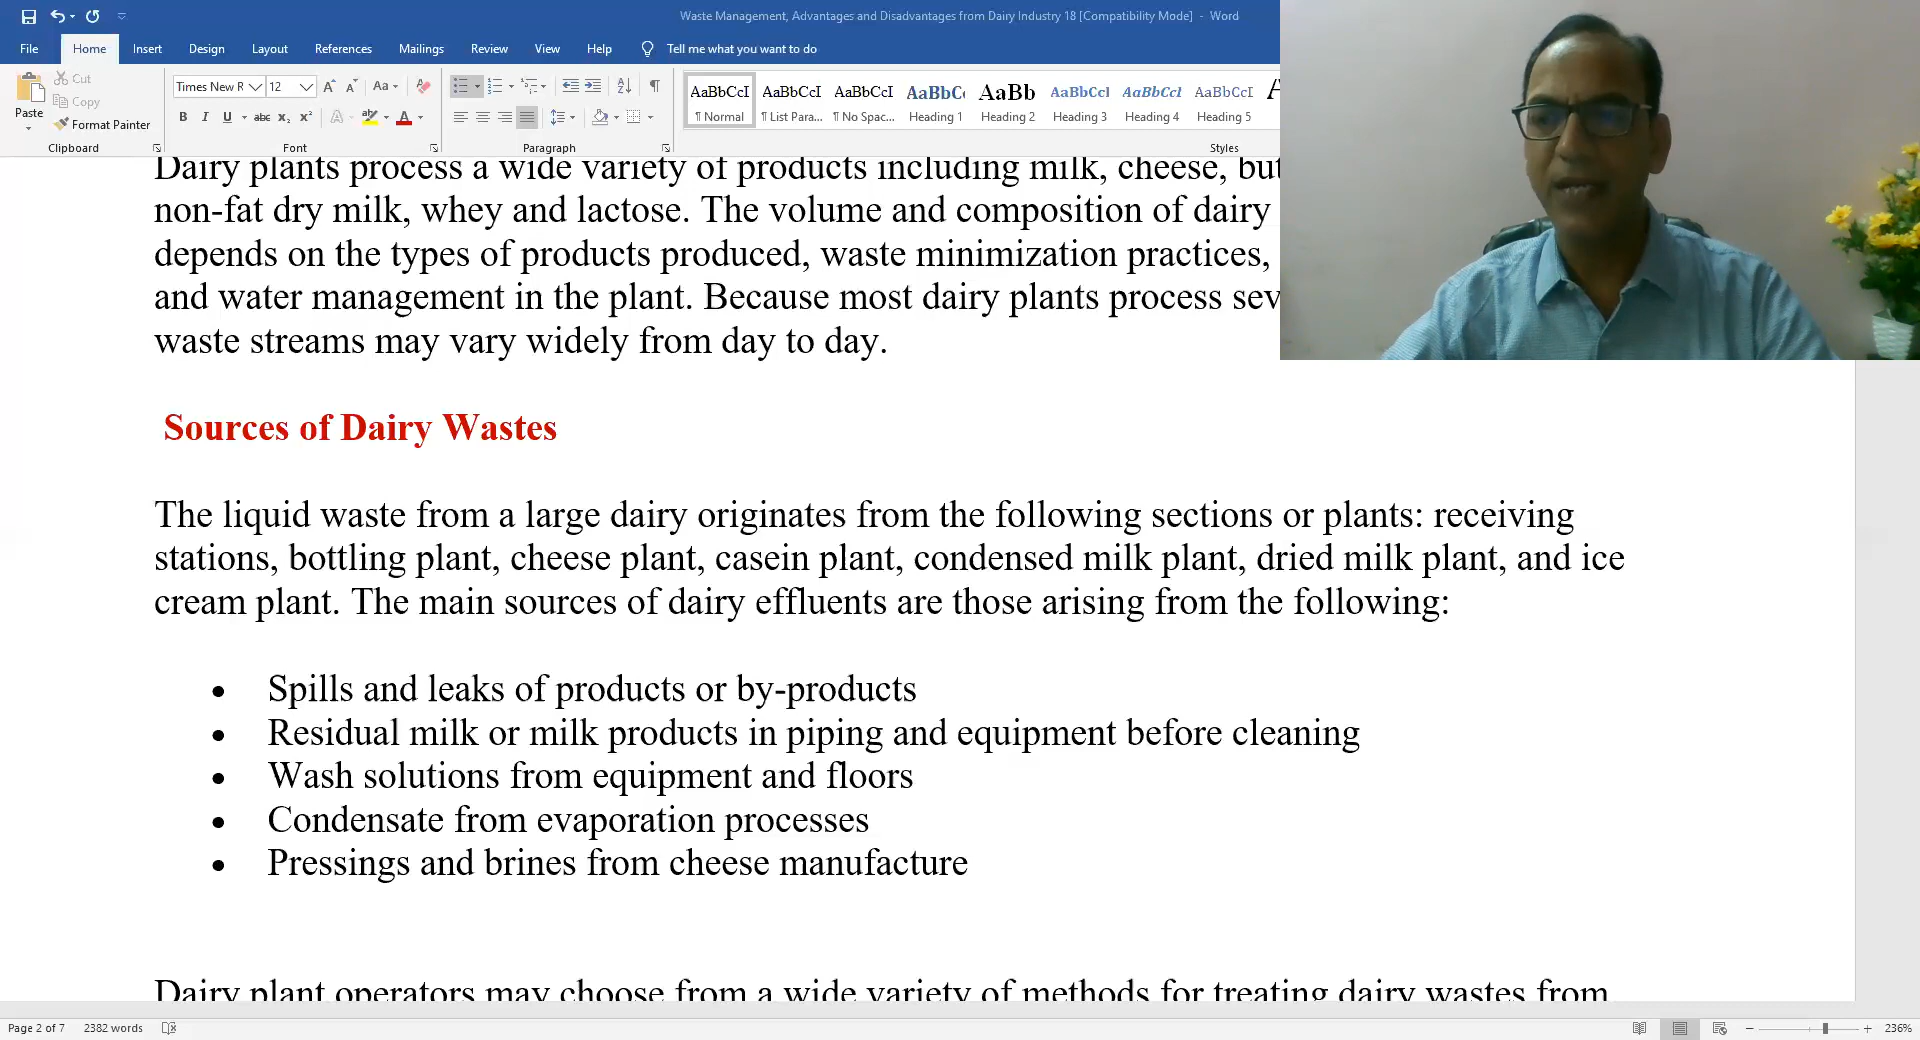 Waste Management, Advantages and Disadvantages from Dairy Industry 18 [Compatibility Mode] - Word
File Home Insert Design Layout References Mailings Review View Help Tell me what you want to do
Paste
Cut
Copy
Format Painter
Times New R 12
Aa
B I U abc x₂ x² A aby A
AaBbCcI AaBbCcI AaBbCcI AaBbCc AaBb AaBbCcI AaBbCcI AaBbCcI
¶ Normal ¶ List Para... ¶ No Spac... Heading 1 Heading 2 Heading 3 Heading 4 Heading 5
Clipboard Font Paragraph Styles
Dairy plants process a wide variety of products including milk, cheese, but
non-fat dry milk, whey and lactose. The volume and composition of dairy
depends on the types of products produced, waste minimization practices,
and water management in the plant. Because most dairy plants process sev
waste streams may vary widely from day to day.
Sources of Dairy Wastes
The liquid waste from a large dairy originates from the following sections or plants: receiving
stations, bottling plant, cheese plant, casein plant, condensed milk plant, dried milk plant, and ice
cream plant. The main sources of dairy effluents are those arising from the following:
• Spills and leaks of products or by-products
• Residual milk or milk products in piping and equipment before cleaning
• Wash solutions from equipment and floors
• Condensate from evaporation processes
• Pressings and brines from cheese manufacture
Dairy plant operators may choose from a wide variety of methods for treating dairy wastes from
Page 2 of 7 2382 words 236%